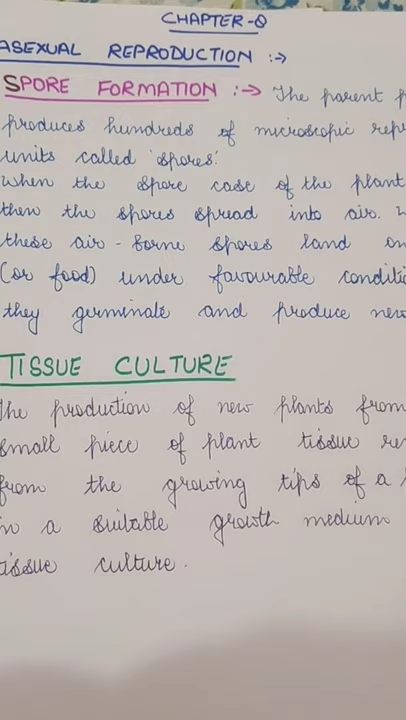 CHAPTER-8
ASEXUAL REPRODUCTION :→
SPORE FORMATION :→ The parent
produces hundreds of microscopic
units called 'spores'.
When the spore case of the plant
then the spores spread into air.
these air-borne spores land on
(or food) under favourable
they germinate and produce new
TISSUE CULTURE
The production of new plants from
small piece of plant tissue
from the growing tips of a
in a suitable growth medium
tissue culture.